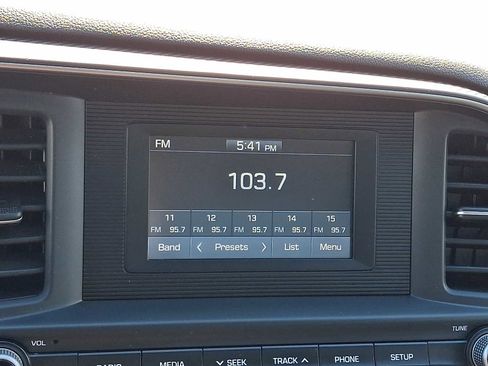 FM 5:41 PM
103.7
11 12 13 14 15
FM 95.7 FM 95.7 FM 95.7 FM 95.7 FM 95.7
Band < Presets > List Menu
VOL TUNE
RADIO MEDIA SEEK TRACK PHONE SETUP